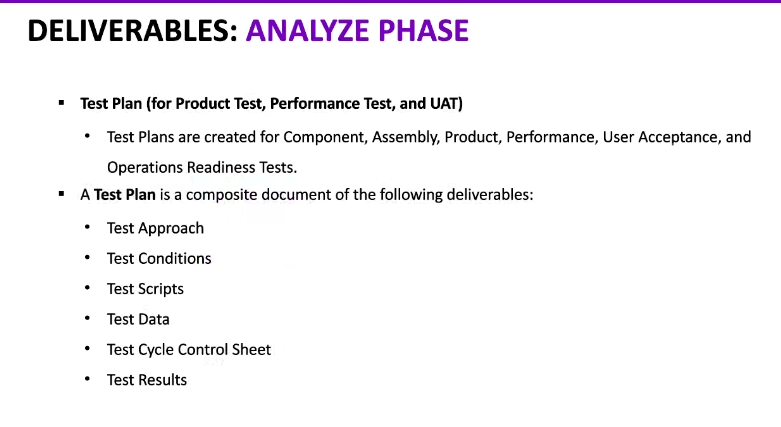 DELIVERABLES: ANALYZE PHASE
▪ Test Plan (for Product Test, Performance Test, and UAT)
• Test Plans are created for Component, Assembly, Product, Performance, User Acceptance, and
Operations Readiness Tests.
▪ A Test Plan is a composite document of the following deliverables:
• Test Approach
• Test Conditions
• Test Scripts
• Test Data
• Test Cycle Control Sheet
• Test Results